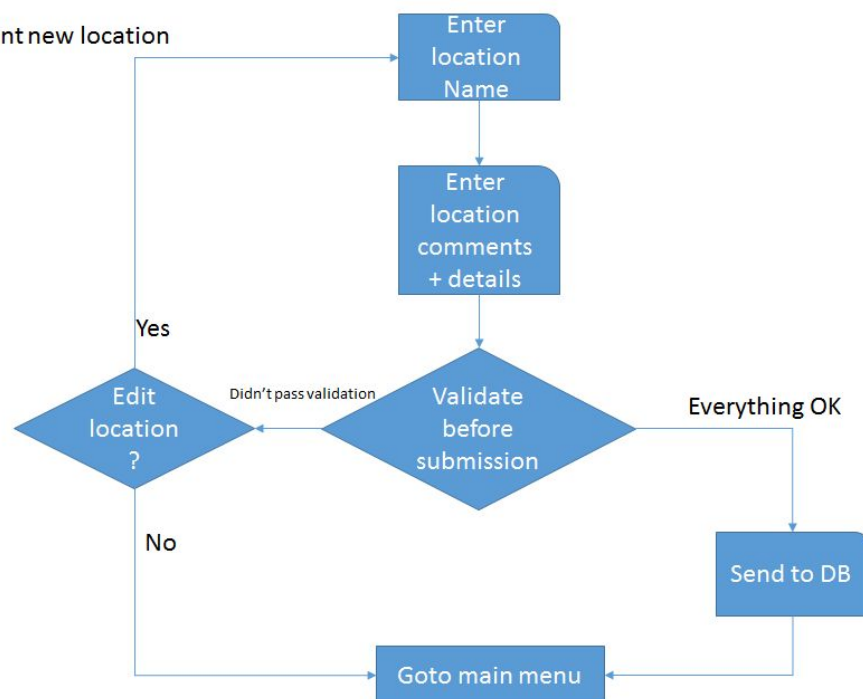 new location
Enter
location
Name
Enter
location
comments
+ details
Yes
Edit
location
?
Didn't pass validation
Validate
before
submission
Everything OK
No
Send to DB
Goto main menu